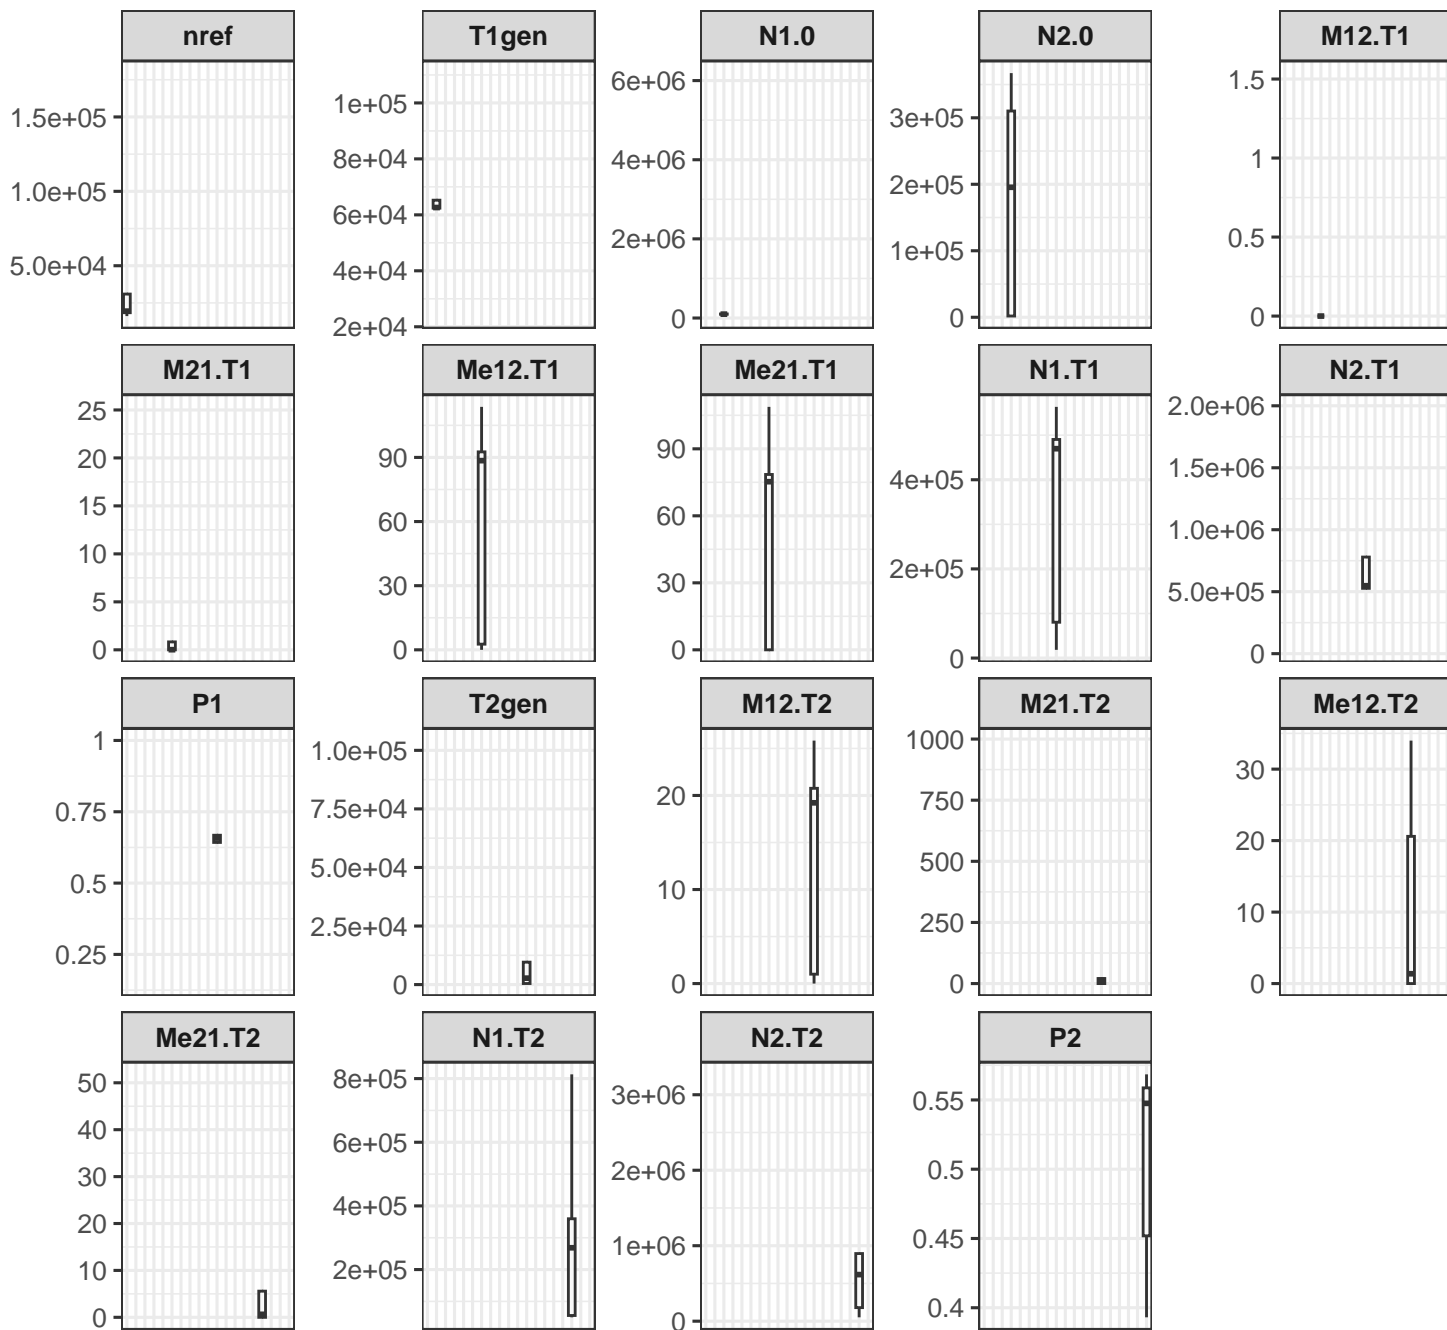 nref
T1gen
N1.0
N2.0
M12.T1
1.5e+05
1.0e+05
5.0e+04
1e+05
8e+04
6e+04
4e+04
2e+04
6e+06
4e+06
2e+06
0
3e+05
2e+05
1e+05
0
1.5
1
0.5
0
M21.T1
Me12.T1
Me21.T1
N1.T1
N2.T1
25
20
15
10
5
0
90
60
30
0
90
60
30
0
4e+05
2e+05
0
2.0e+06
1.5e+06
1.0e+06
5.0e+05
0
P1
T2gen
M12.T2
M21.T2
Me12.T2
1
0.75
0.5
0.25
1.0e+05
7.5e+04
5.0e+04
2.5e+04
0
20
10
0
1000
750
500
250
0
30
20
10
0
Me21.T2
N1.T2
N2.T2
P2
50
40
30
20
10
0
8e+05
6e+05
4e+05
2e+05
3e+06
2e+06
1e+06
0
0.55
0.5
0.45
0.4